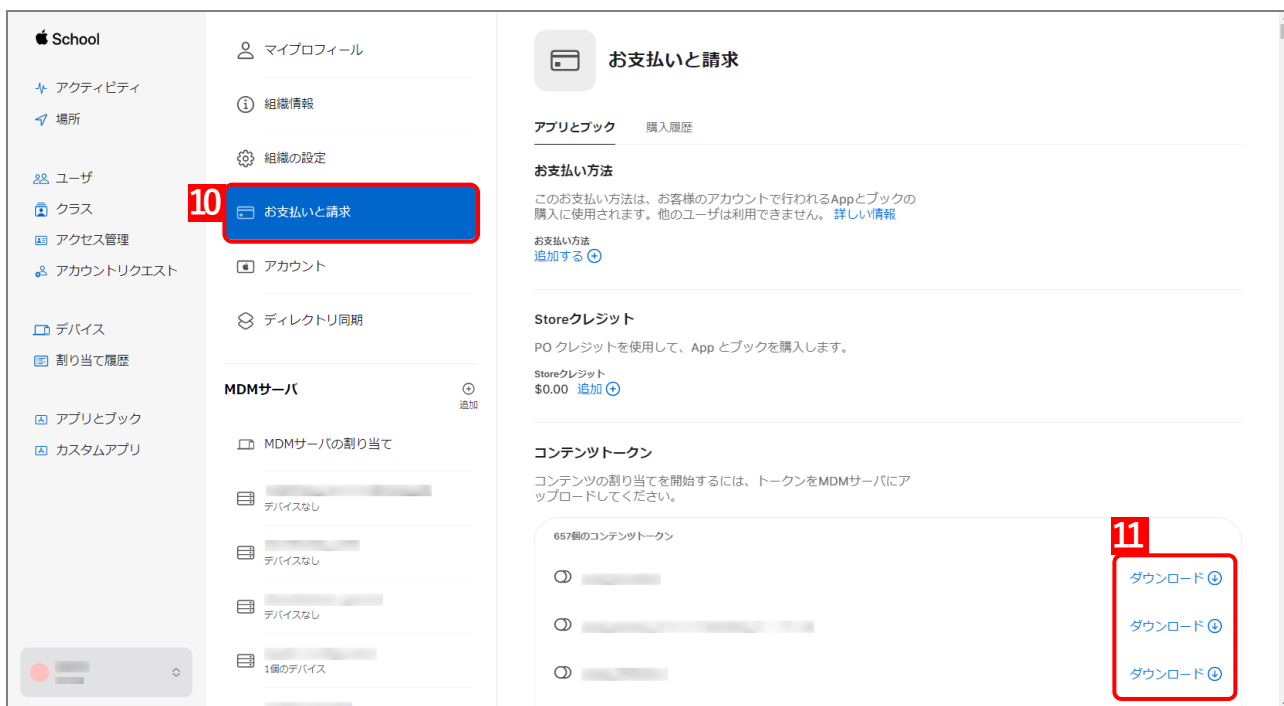 School
アクティビティ
場所
ユーザ
クラス
アクセス管理
アカウントリクエスト
デバイス
割り当て履歴
アプリとブック
カスタムアプリ
マイプロフィール
組織情報
組織の設定
10
お支払いと請求
アカウント
ディレクトリ同期
MDMサーバ
追加
MDMサーバの割り当て
デバイスなし
デバイスなし
デバイスなし
1個のデバイス
お支払いと請求
アプリとブック 購入履歴
お支払い方法
このお支払い方法は、お客様のアカウントで行われるAppとブックの
購入に使用されます。他のユーザは利用できません。 詳しい情報
お支払い方法
追加する
Storeクレジット
PO クレジットを使用して、App とブックを購入します。
Storeクレジット
$0.00 追加
コンテンツトークン
コンテンツの割り当てを開始するには、トークンをMDMサーバにア
ップロードしてください。
657個のコンテンツトークン
11
ダウンロード
ダウンロード
ダウンロード